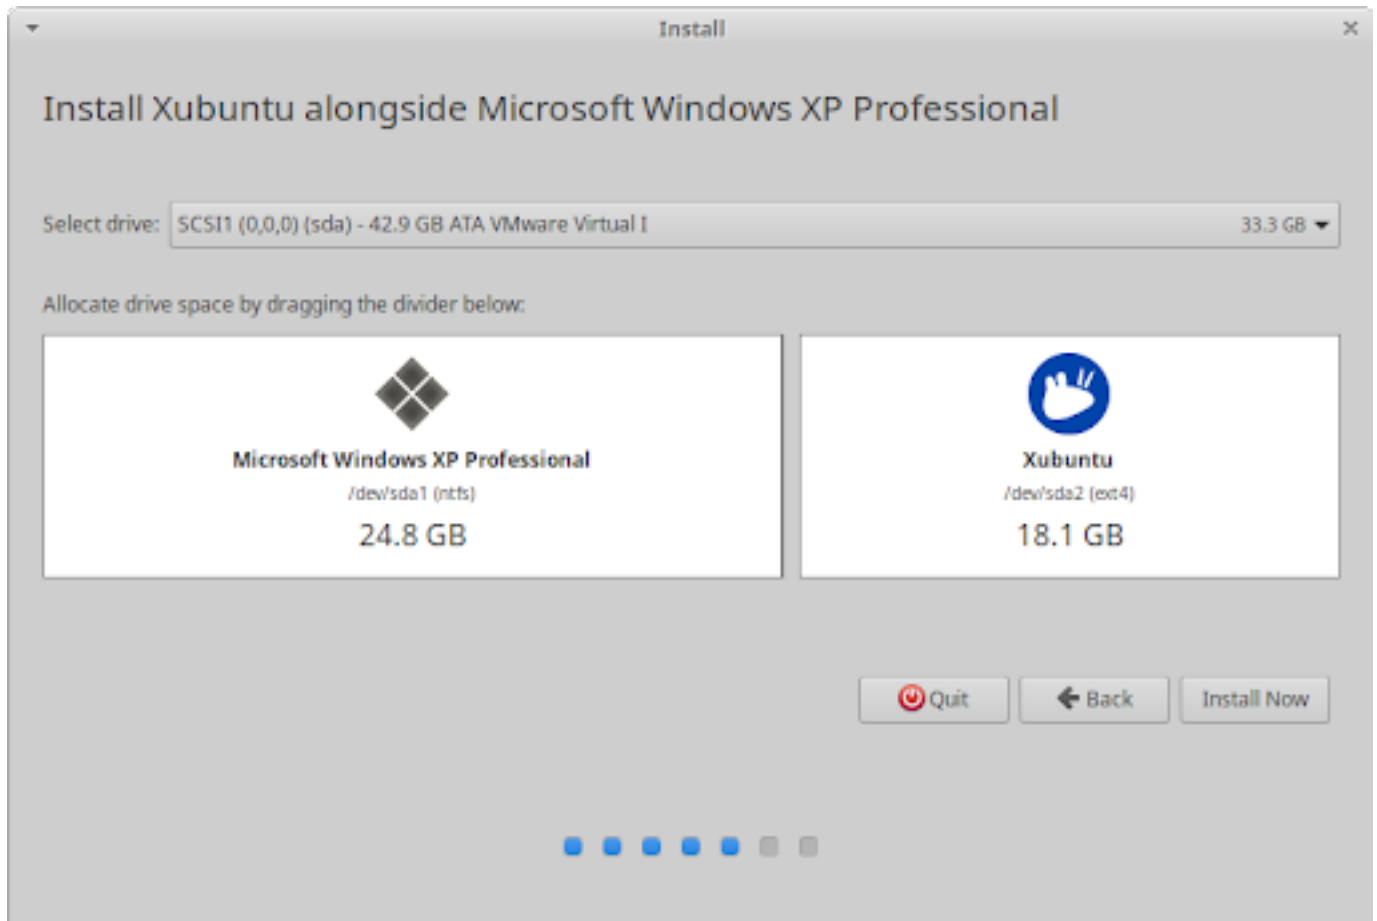 Install
Install Xubuntu alongside Microsoft Windows XP Professional
Select drive: SCSI1 (0,0,0) (sda) - 42.9 GB ATA VMware Virtual I 33.3 GB
Allocate drive space by dragging the divider below:
Microsoft Windows XP Professional
/dev/sda1 (ntfs)
24.8 GB
Xubuntu
/dev/sda2 (ext4)
18.1 GB
Quit Back Install Now